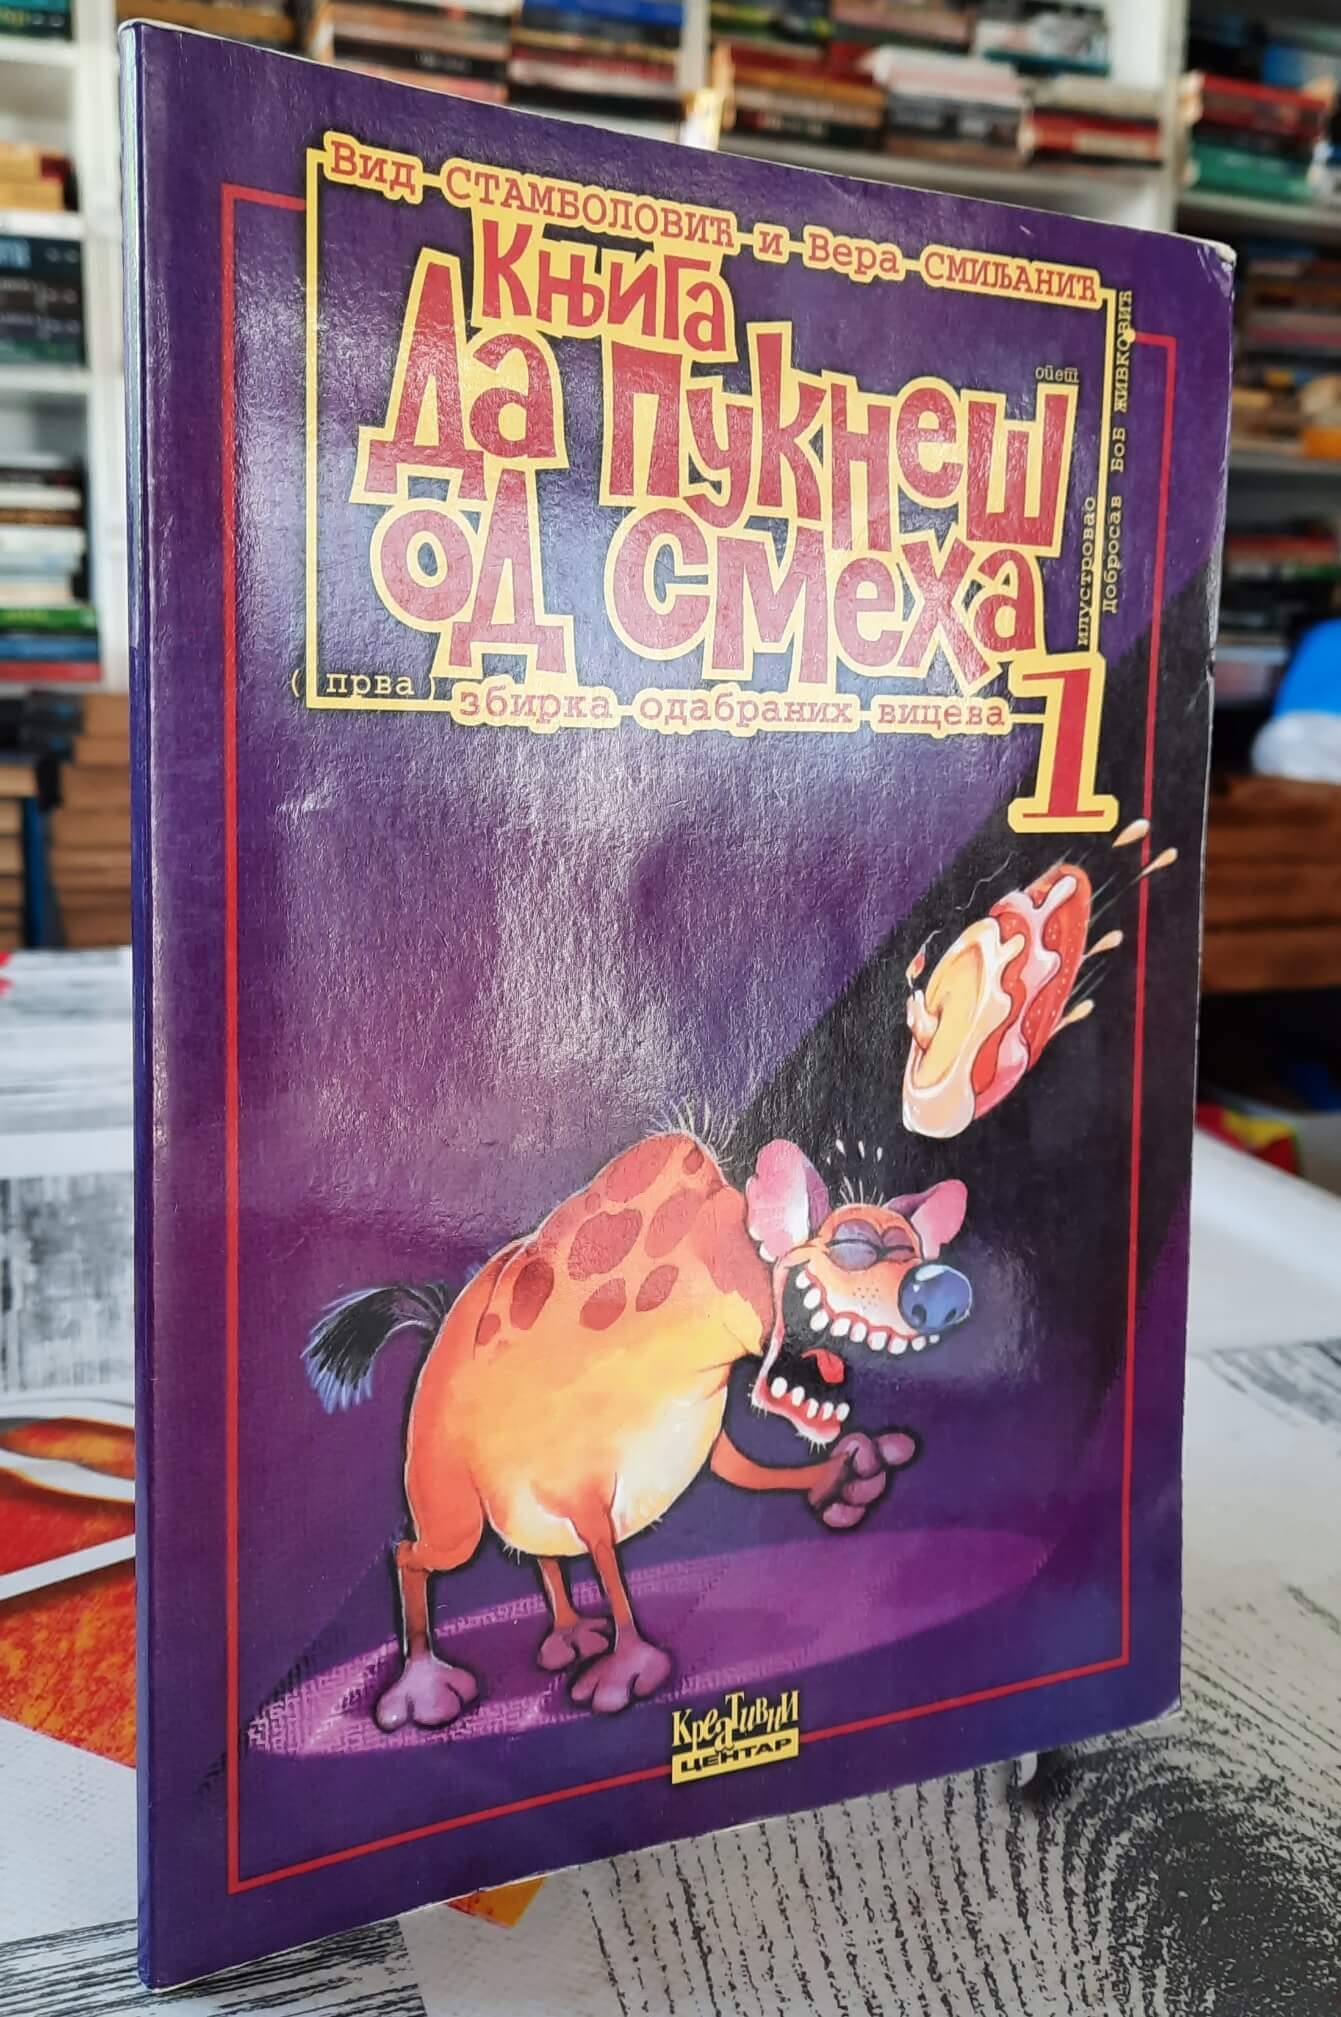 Вид СТАМБОЛОВИЋ и Вера СМИЉАНИЋ
Књига
Да пукнеш
од смеха
1
(прва) збирка одабраних вицева
опет илустровао
Добросав Боб ЖИВКОВИЋ
Креативни
ЦЕНТАР